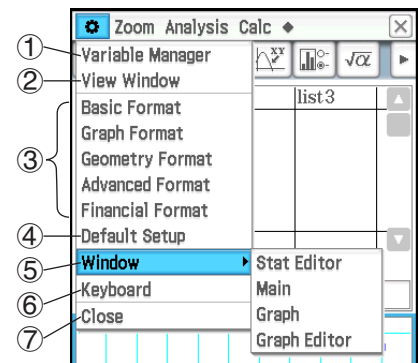 Zoom Analysis Calc ◆
① Variable Manager
② View Window
XY
√α
list3
③
Basic Format
Graph Format
Geometry Format
Advanced Format
Financial Format
④ Default Setup
⑤ Window
Stat Editor
Main
Graph
Graph Editor
⑥ Keyboard
⑦ Close